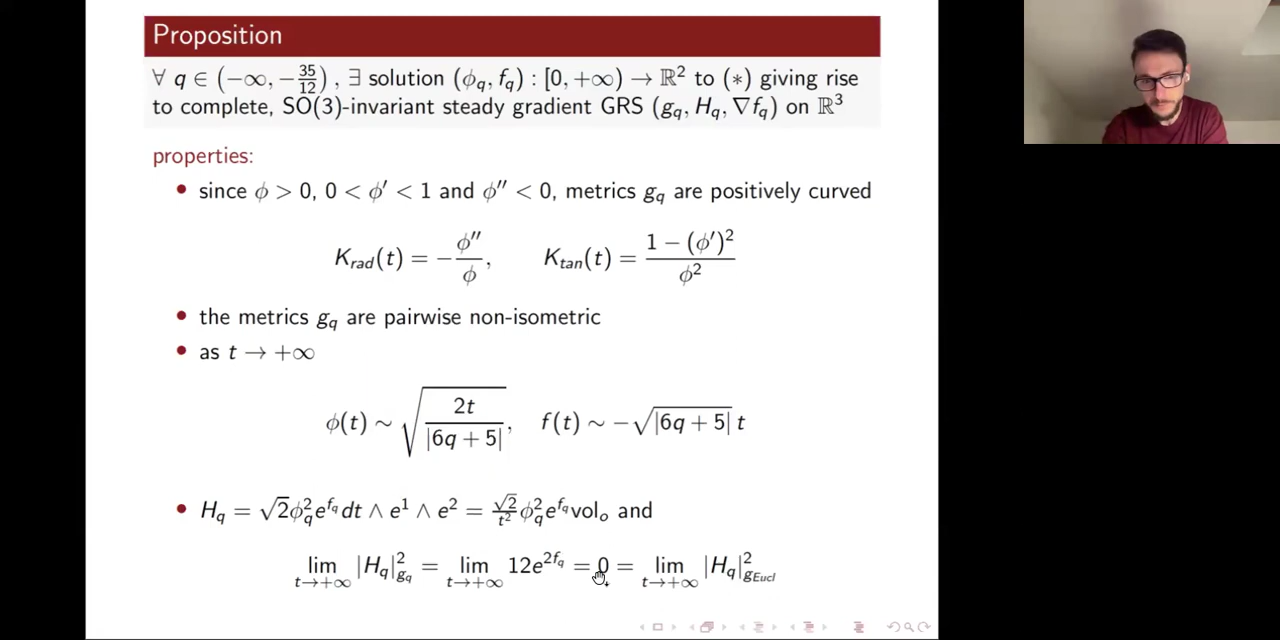 Proposition
∀ q ∈ (−∞, −35/12), ∃ solution (ϕ_q, f_q) : [0, +∞) → ℝ² to (∗) giving rise
to complete, SO(3)-invariant steady gradient GRS (g_q, H_q, ∇f_q) on ℝ³
properties:
• since ϕ > 0, 0 < ϕ′ < 1 and ϕ″ < 0, metrics g_q are positively curved
K_rad(t) = −ϕ″/ϕ, K_tan(t) = (1 − (ϕ′)²)/ϕ²
• the metrics g_q are pairwise non-isometric
• as t → +∞
ϕ(t) ∼ √(2t/|6q + 5|), f(t) ∼ −√|6q + 5| t
• H_q = √2ϕ_q² e^{f_q} dt ∧ e¹ ∧ e² = √2/t² ϕ_q² e^{f_q} vol_o and
lim_{t→+∞} |H_q|²_{g_q} = lim_{t→+∞} 12e^{2f_q} = 0 = lim_{t→+∞} |H_q|²_{g_Eucl}